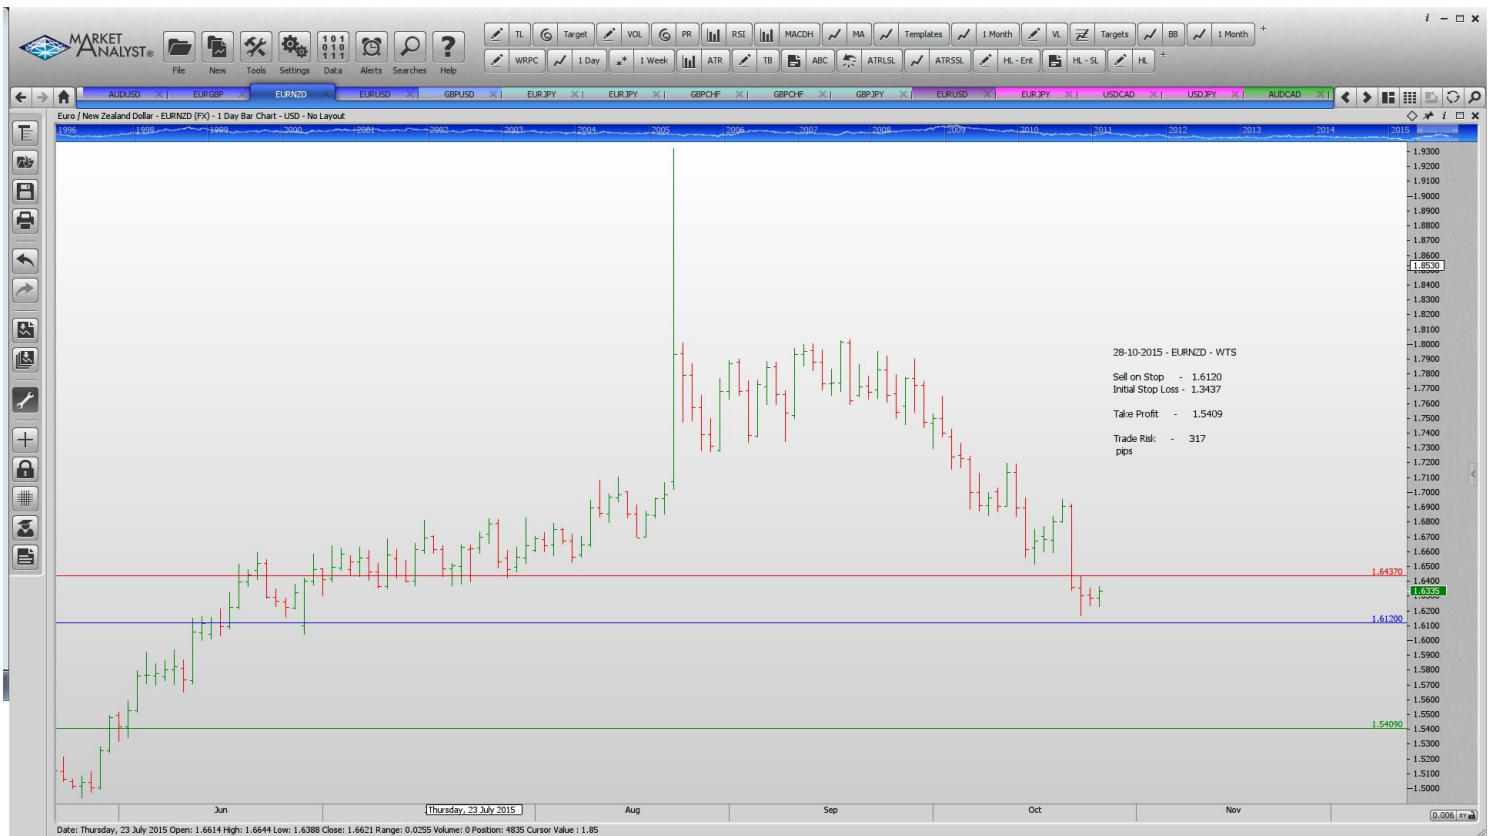 MARKET
ANALYST®
File New Tools Settings Data Alerts Searches Help
101
010
111
TL Target VOL PR RSI MACDH MA Templates 1 Month VL Targets BB 1 Month +
WRPC 1 Day 1 Week ATR TB ABC ATRLSL ATRSSL HL - Ent HL - SL HL +
AUDUSD EURGBP EURNZD EURUSD GBPUSD EURJPY EURJPY GBPCHF GBPCHF GBPJPY EURUSD EURJPY USDCAD USDJPY AUDCAD
Euro / New Zealand Dollar - EURNZD (FX) - 1 Day Bar Chart - USD - No Layout
1996 1998 1999 2000 2001 2002 2003 2004 2005 2006 2007 2008 2009 2010 2011 2012 2013 2014 2015
1.9300
1.9200
1.9100
1.9000
1.8900
1.8800
1.8700
1.8600
1.8530
1.8400
1.8300
1.8200
1.8100
1.8000
28-10-2015 - EURNZD - WTS
1.7900
1.7800
Sell on Stop - 1.6120
1.7700
Initial Stop Loss - 1.3437
1.7600
1.7500
Take Profit - 1.5409
1.7400
1.7300
Trade Risk - 317
pips
1.7200
1.7100
1.7000
1.6900
1.6800
1.6700
1.6600
1.6500
1.64370
1.6400
1.6335
1.6200
1.61200
1.6100
1.6000
1.5900
1.5800
1.5700
1.5600
1.5500
1.54090
1.5400
1.5300
1.5200
1.5100
1.5000
Jun Thursday, 23 July 2015 Aug Sep Oct Nov
0.006 XY
Date: Thursday, 23 July 2015 Open: 1.6614 High: 1.6644 Low: 1.6388 Close: 1.6621 Range: 0.0255 Volume: 0 Position: 4835 Cursor Value : 1.85